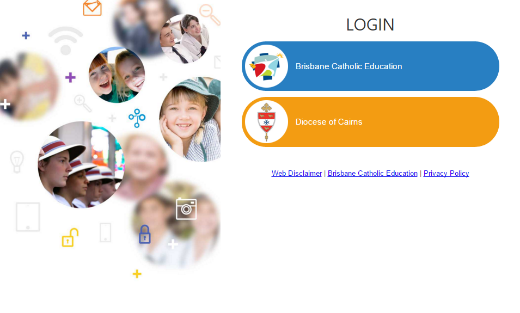 LOGIN
Brisbane Catholic Education
Diocese of Cairns
Web Disclaimer | Brisbane Catholic Education | Privacy Policy